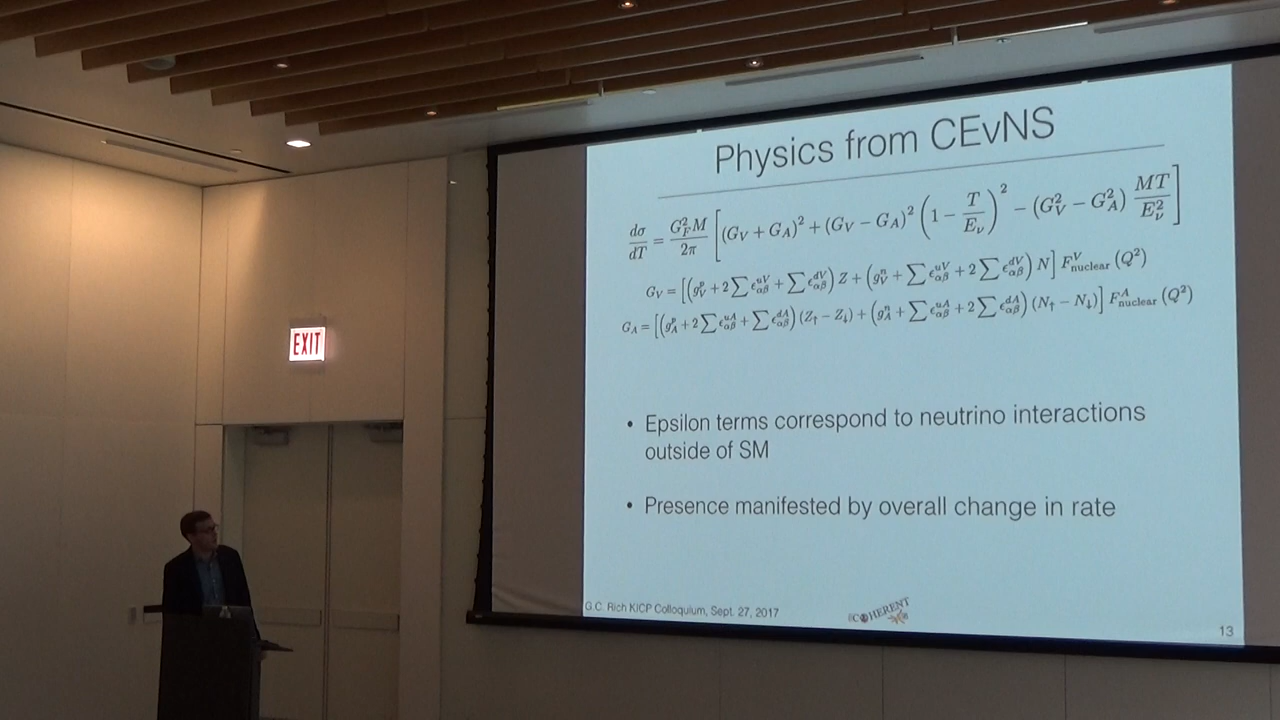 Physics from CEvNS
dσ/dT = G_F^2 M / 2π [(G_V + G_A)^2 + (G_V − G_A)^2 (1 − T/E_ν)^2 − (G_V^2 − G_A^2) MT/E_ν^2]
G_V = [(g_V^p + 2∑ϵ_αβ^uV + ∑ϵ_αβ^dV) Z + (g_V^n + ∑ϵ_αβ^uV + 2∑ϵ_αβ^dV) N] F_nuclear^V (Q^2)
G_A = [(g_A^p + 2∑ϵ_αβ^uA + ∑ϵ_αβ^dA) (Z↑ − Z↓) + (g_A^n + ∑ϵ_αβ^uA + 2∑ϵ_αβ^dA) (N↑ − N↓)] F_nuclear^A (Q^2)
EXIT
• Epsilon terms correspond to neutrino interactions
outside of SM
• Presence manifested by overall change in rate
G.C. Rich KICP Colloquium, Sept. 27, 2017
COHERENT
13